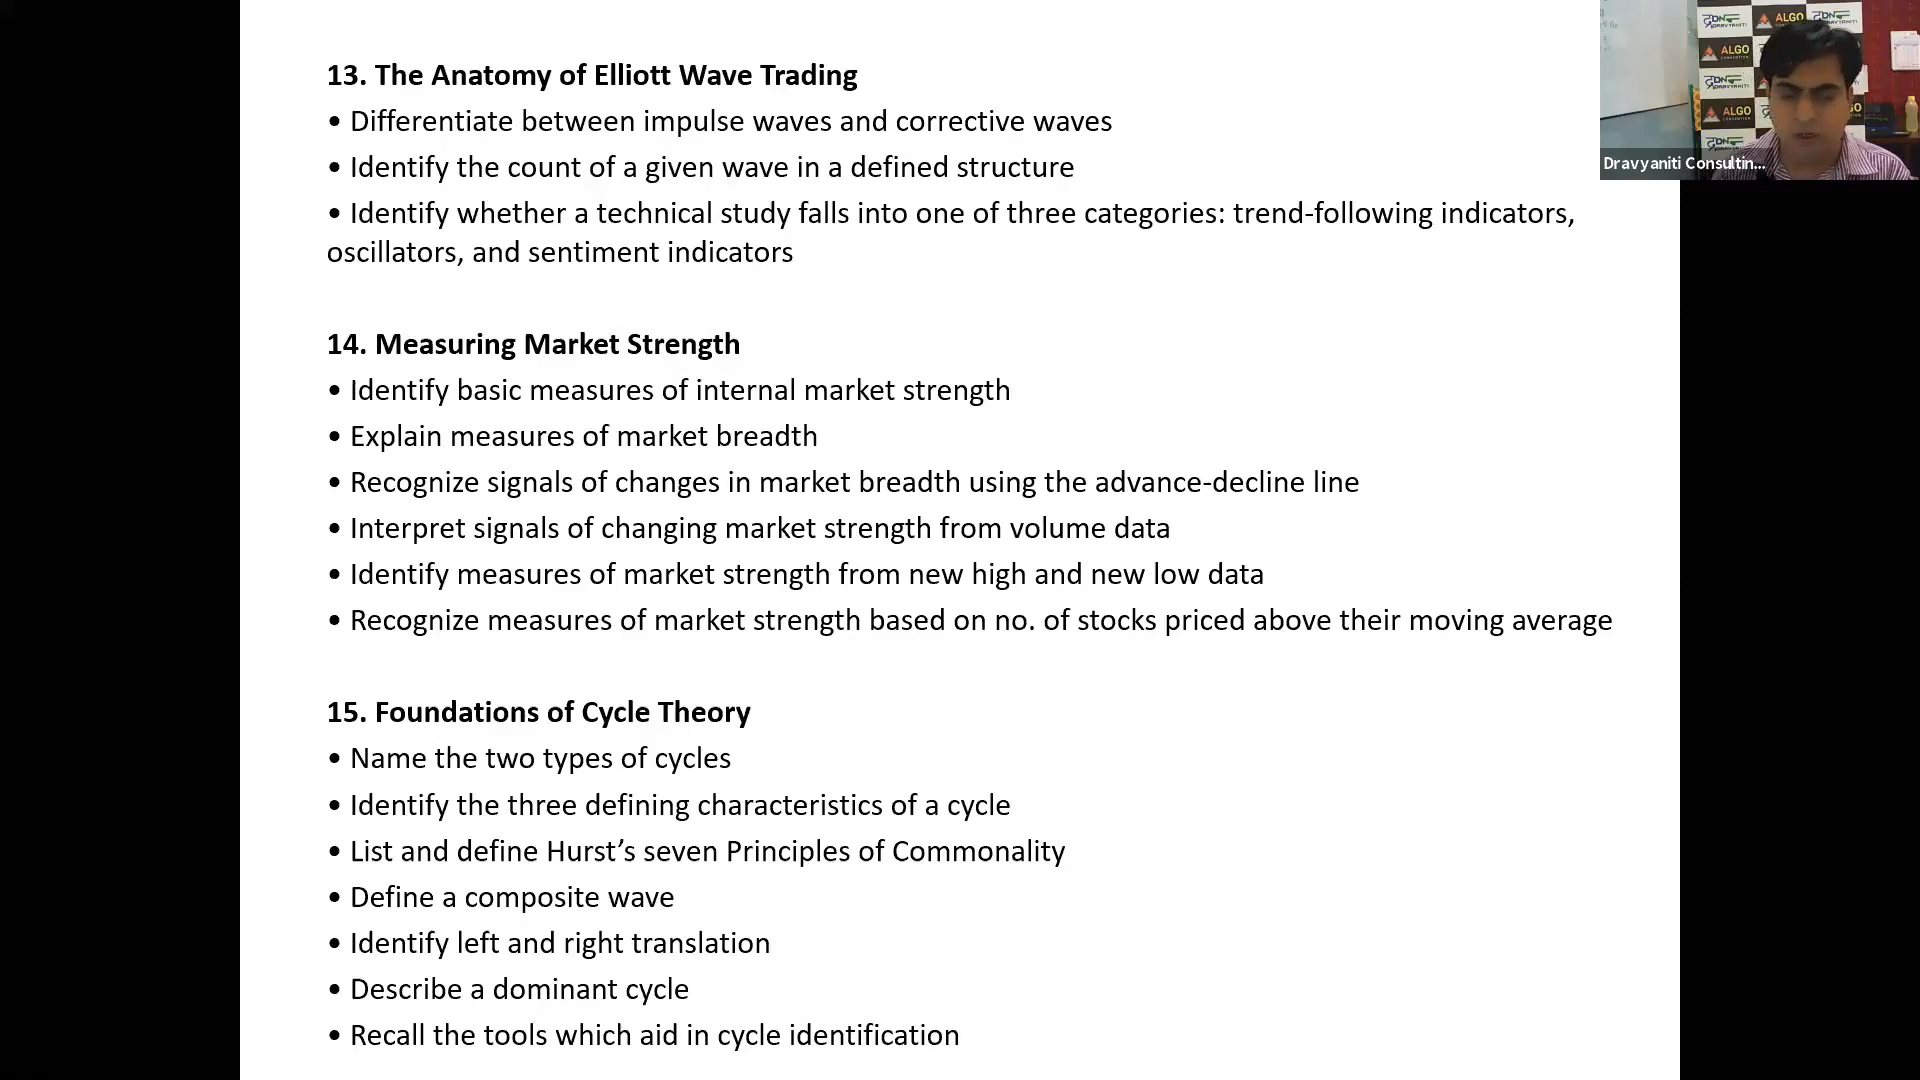 13. The Anatomy of Elliott Wave Trading
• Differentiate between impulse waves and corrective waves
• Identify the count of a given wave in a defined structure
• Identify whether a technical study falls into one of three categories: trend-following indicators,
oscillators, and sentiment indicators
14. Measuring Market Strength
• Identify basic measures of internal market strength
• Explain measures of market breadth
• Recognize signals of changes in market breadth using the advance-decline line
• Interpret signals of changing market strength from volume data
• Identify measures of market strength from new high and new low data
• Recognize measures of market strength based on no. of stocks priced above their moving average
15. Foundations of Cycle Theory
• Name the two types of cycles
• Identify the three defining characteristics of a cycle
• List and define Hurst’s seven Principles of Commonality
• Define a composite wave
• Identify left and right translation
• Describe a dominant cycle
• Recall the tools which aid in cycle identification
ALGO
ALGO
ALGO
Dravyaniti Consultin...